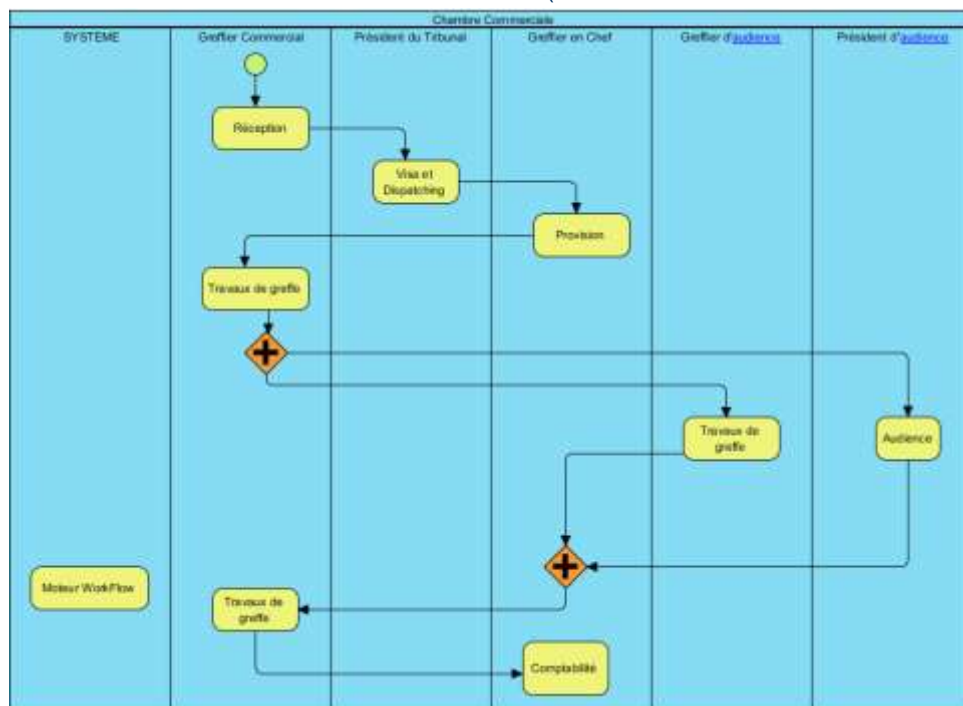 Chambre Commerciale
SYSTEME
Greffier Commercial
Président du Tribunal
Greffier en Chef
Greffier d'audience
Président d'audience
Réception
Visa et
Dispatching
Provision
Travaux de greffe
Travaux de
greffe
Audience
Moteur WorkFlow
Travaux de
greffe
Comptabilité